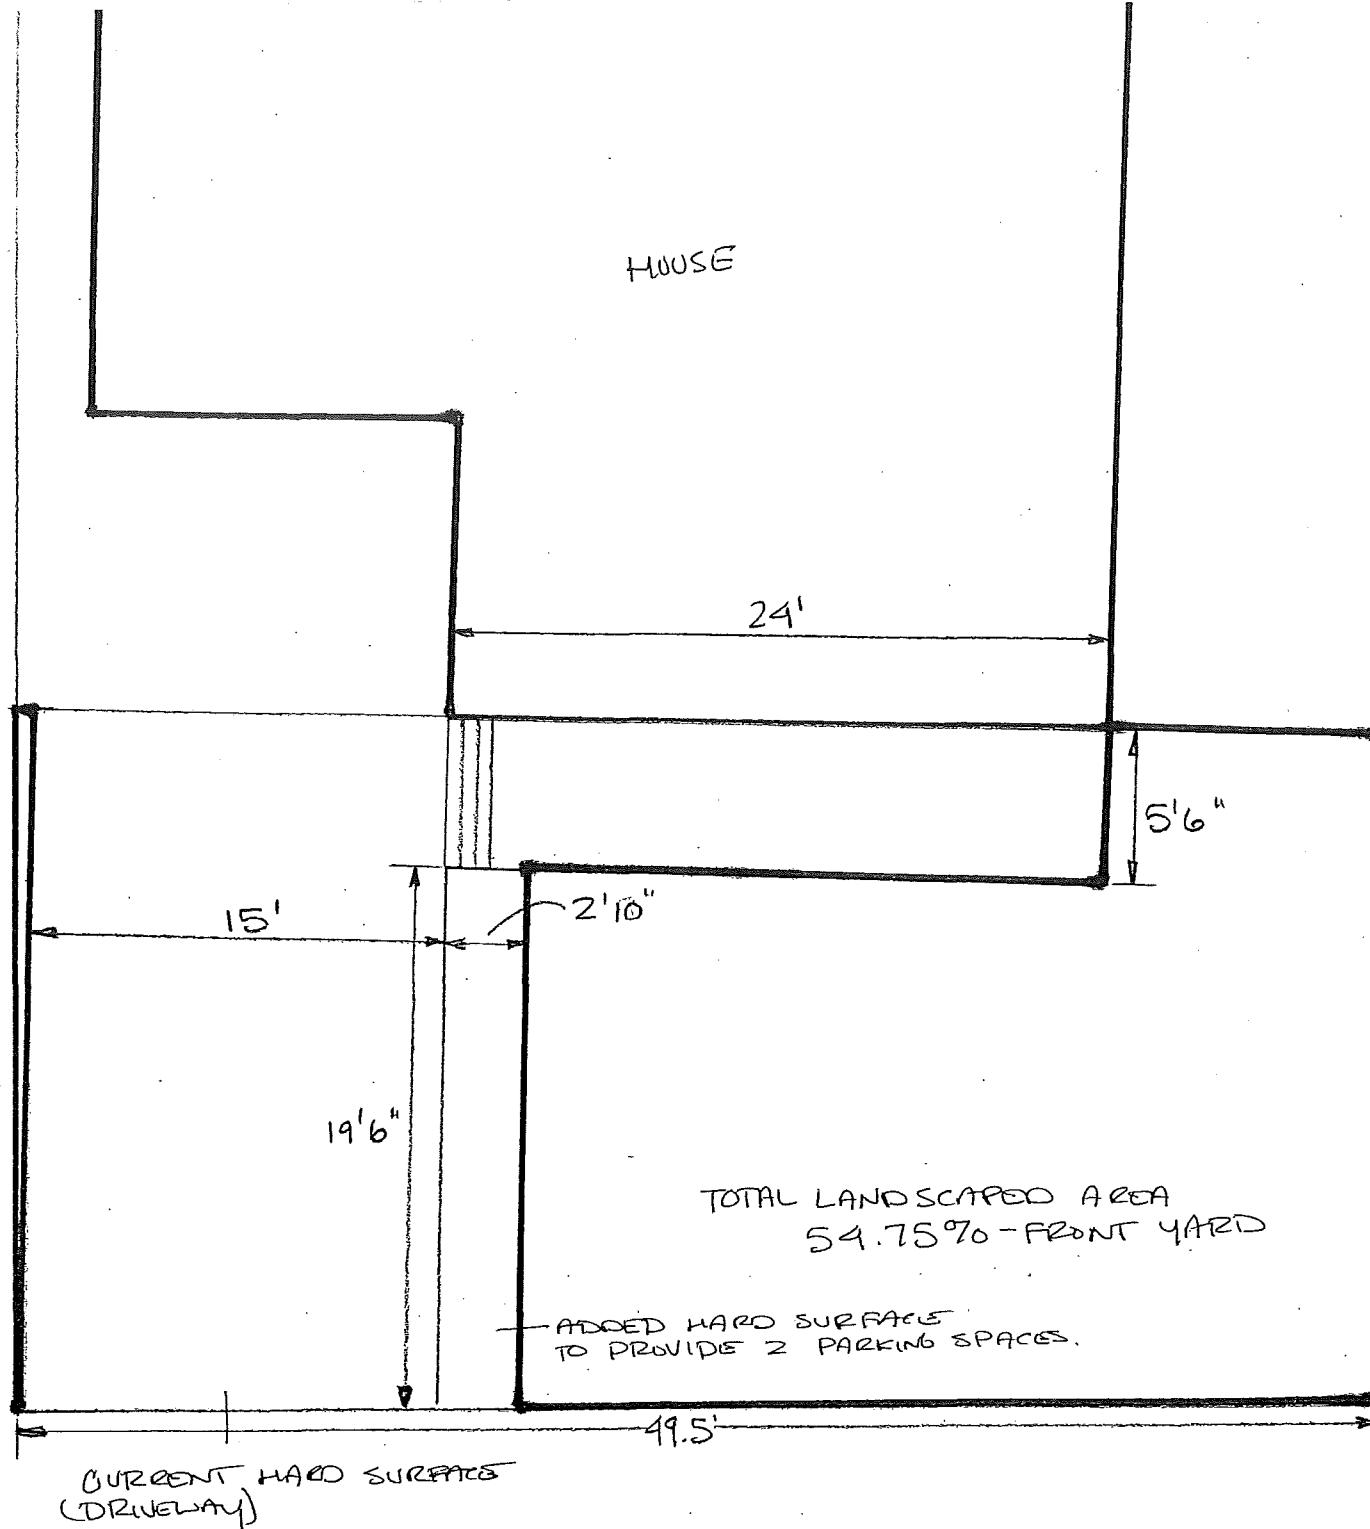 HOUSE
24'
5'6"
2'10"
15'
19'6"
TOTAL LANDSCAPED AREA
54.75% - FRONT YARD
ADDED HARD SURFACE
TO PROVIDE 2 PARKING SPACES.
49.5'
CURRENT HARD SURFACE
(DRIVEWAY)